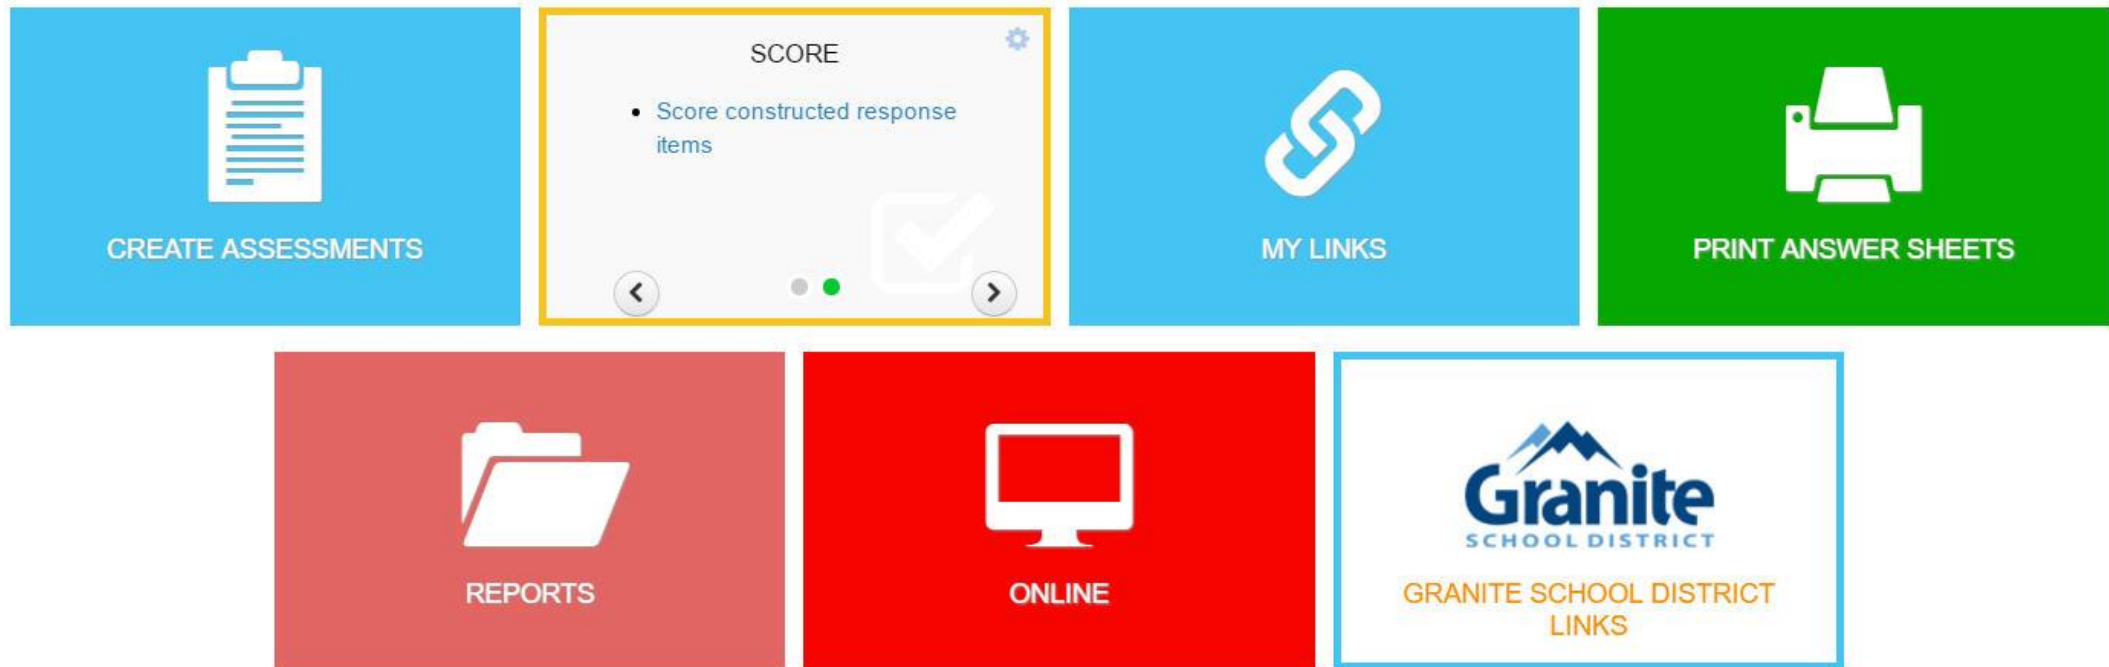 CREATE ASSESSMENTS
SCORE
Score constructed response
items
MY LINKS
PRINT ANSWER SHEETS
REPORTS
ONLINE
Granite
SCHOOL DISTRICT
GRANITE SCHOOL DISTRICT
LINKS